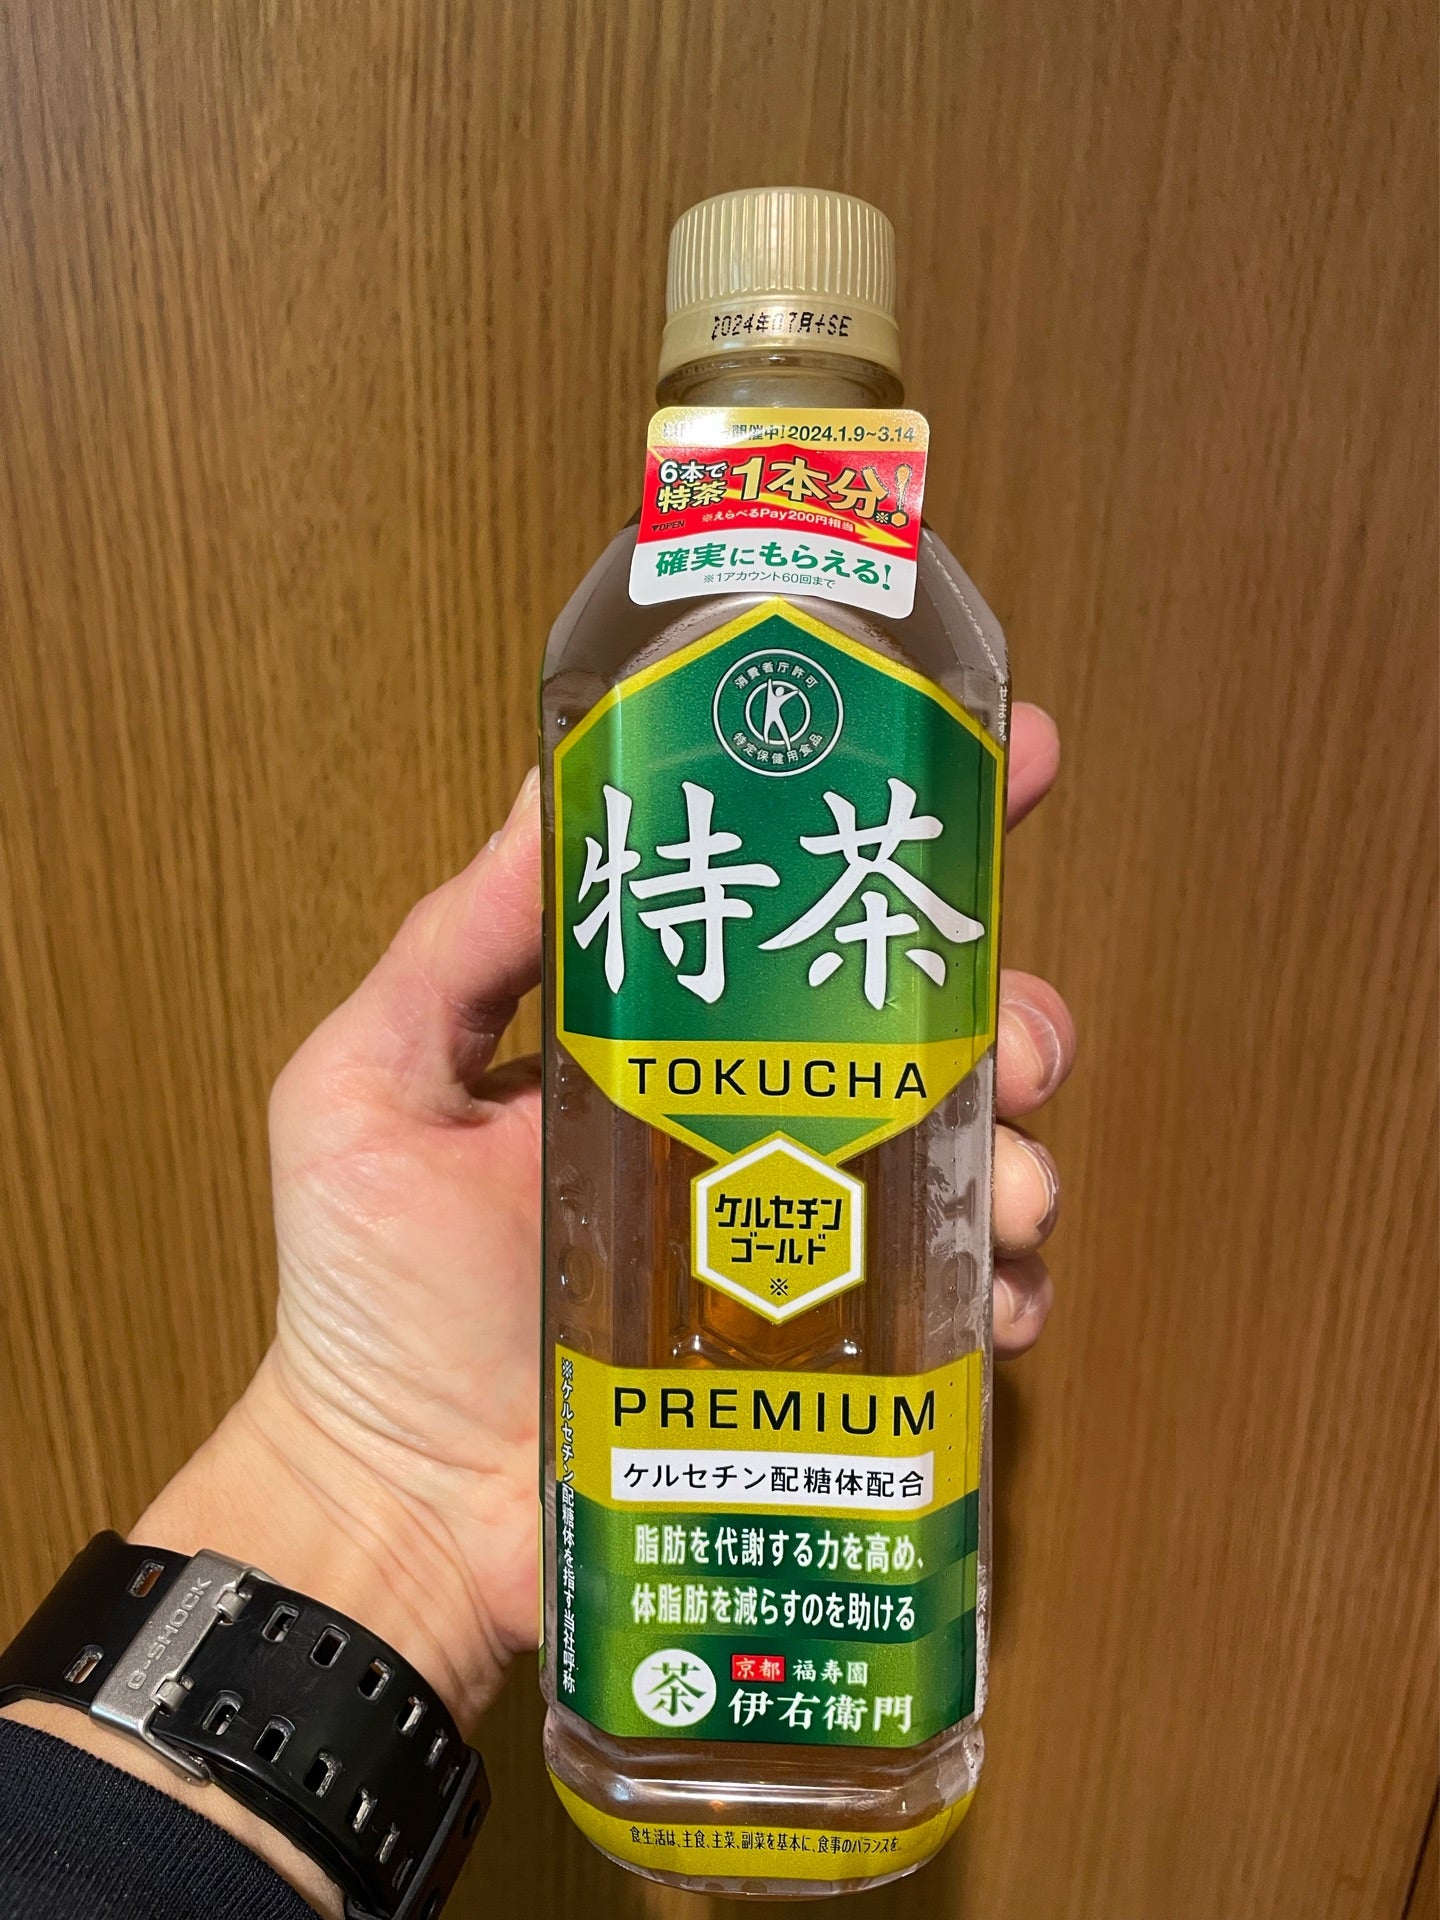 2024年07月+SE
開催中!2024.1.9~3.14
6本で
特茶
1本分!
※
※えらべるPay200円相当
▼OPEN
確実にもらえる!
※1アカウント60回まで
消費者庁許可
特定保健用食品
特茶
TOKUCHA
ケルセチン
ゴールド
※
PREMIUM
ケルセチン配糖体配合
脂肪を代謝する力を高め、
体脂肪を減らすのを助ける
茶
京都 福寿園
伊右衛門
※ケルセチン配糖体を指す当社呼称
食生活は、主食、主菜、副菜を基本に、食事のバランスを。
せます。
G-SHOCK